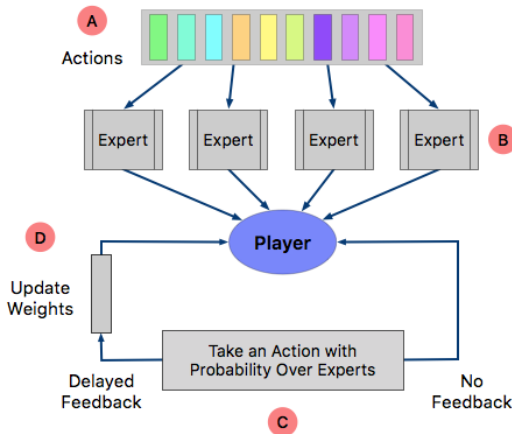 A
Actions
Expert
Expert
Expert
Expert
B
Player
D
Update
Weights
Take an Action with
Probability Over Experts
Delayed
Feedback
No
Feedback
C